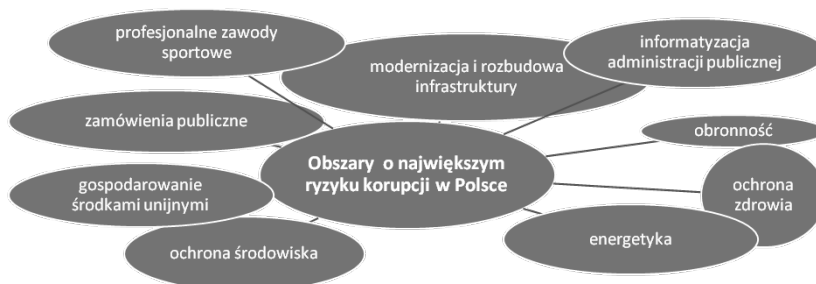 profesjonalne zawody
sportowe
modernizacja i rozbudowa
infrastruktury
informatyzacja
administracji publicznej
zamówienia publiczne
obronność
Obszary o największym
ryzyku korupcji w Polsce
gospodarowanie
środkami unijnymi
ochrona
zdrowia
ochrona środowiska
energetyka